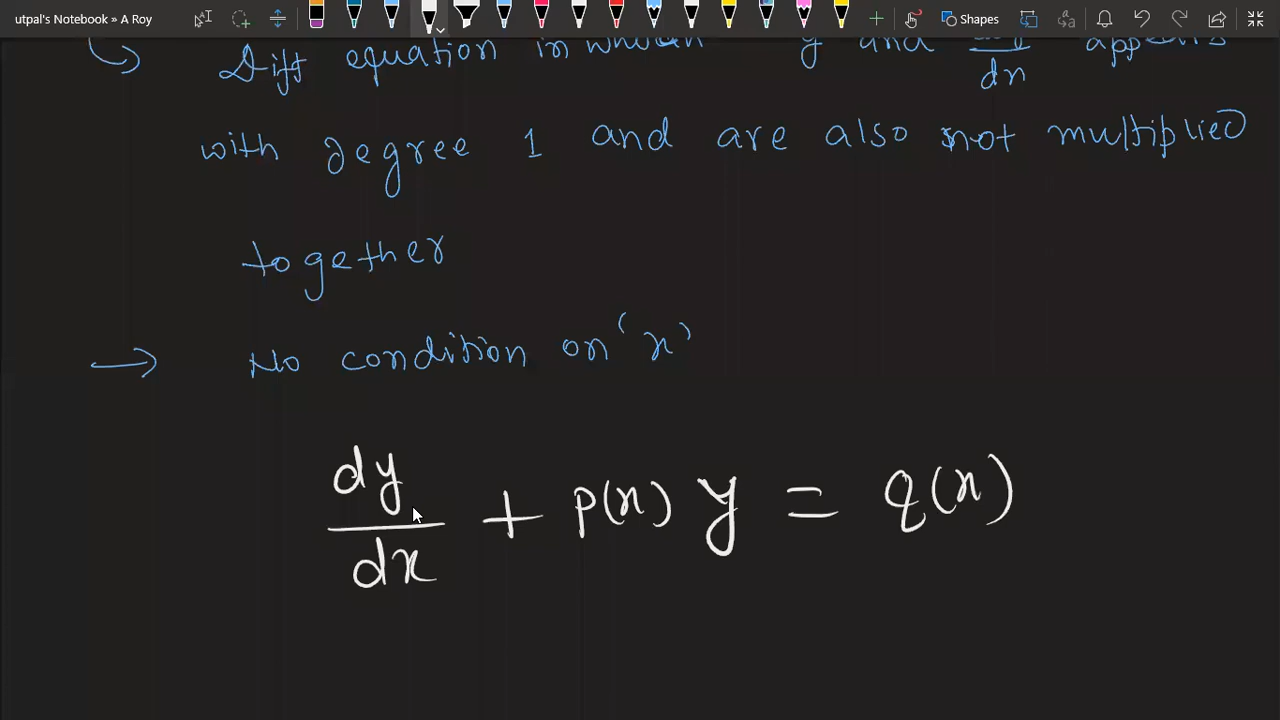 utpal's Notebook » A Roy
Shapes
Diff equation in which y and dy/dx appears
with degree 1 and are also not multiplied
together
→ No condition on 'x'
dy/dx + p(x) y = q(x)